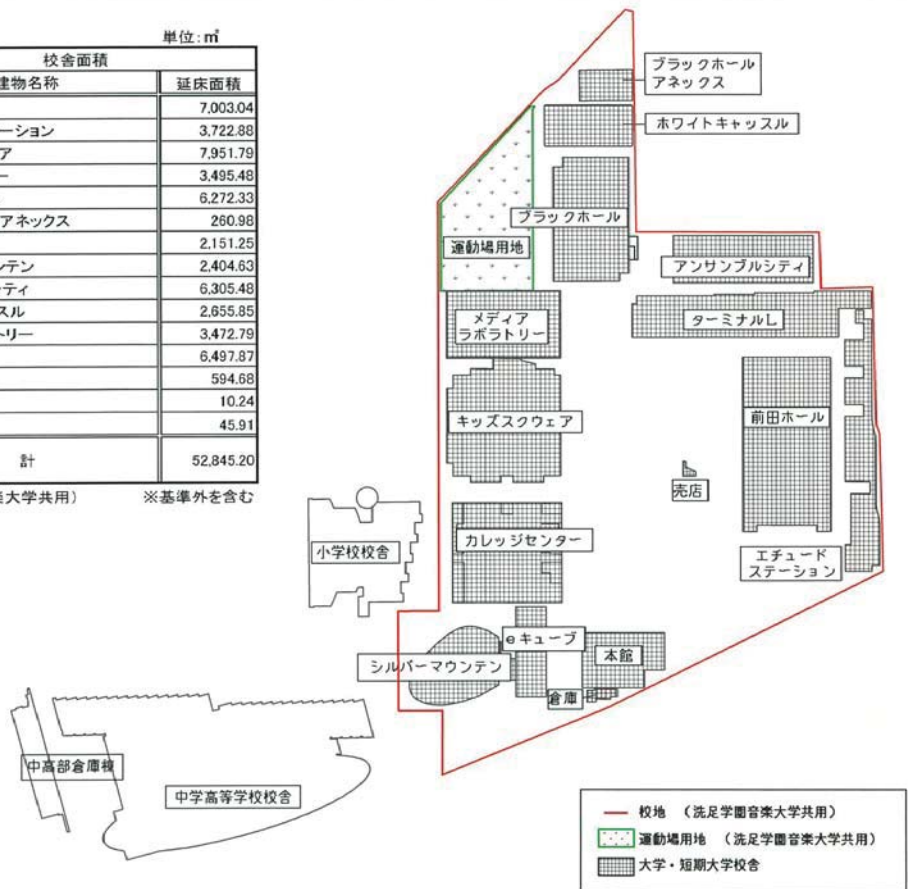 単位：㎡
校舎面積
建物名称 延床面積
7,003.04
ーション 3,722.88
ア 7,951.79
ー 3,495.48
6,272.33
アネックス 260.98
2,151.25
ンテン 2,404.63
ティ 6,305.48
スル 2,655.85
トリー 3,472.79
6,497.87
594.68
10.24
45.91
計 52,845.20
楽大学共用） ※基準外を含む
ブラックホール
アネックス
ホワイトキャッスル
ブラックホール
運動場用地
アンサンブルシティ
メディア
ラボラトリー
ターミナルL
キッズスクウェア
前田ホール
売店
小学校校舎
カレッジセンター
エチュード
ステーション
eキューブ
シルバーマウンテン
本館
倉庫
中高部倉庫棟
中学高等学校校舎
校地 （洗足学園音楽大学共用）
運動場用地 （洗足学園音楽大学共用）
大学・短期大学校舎